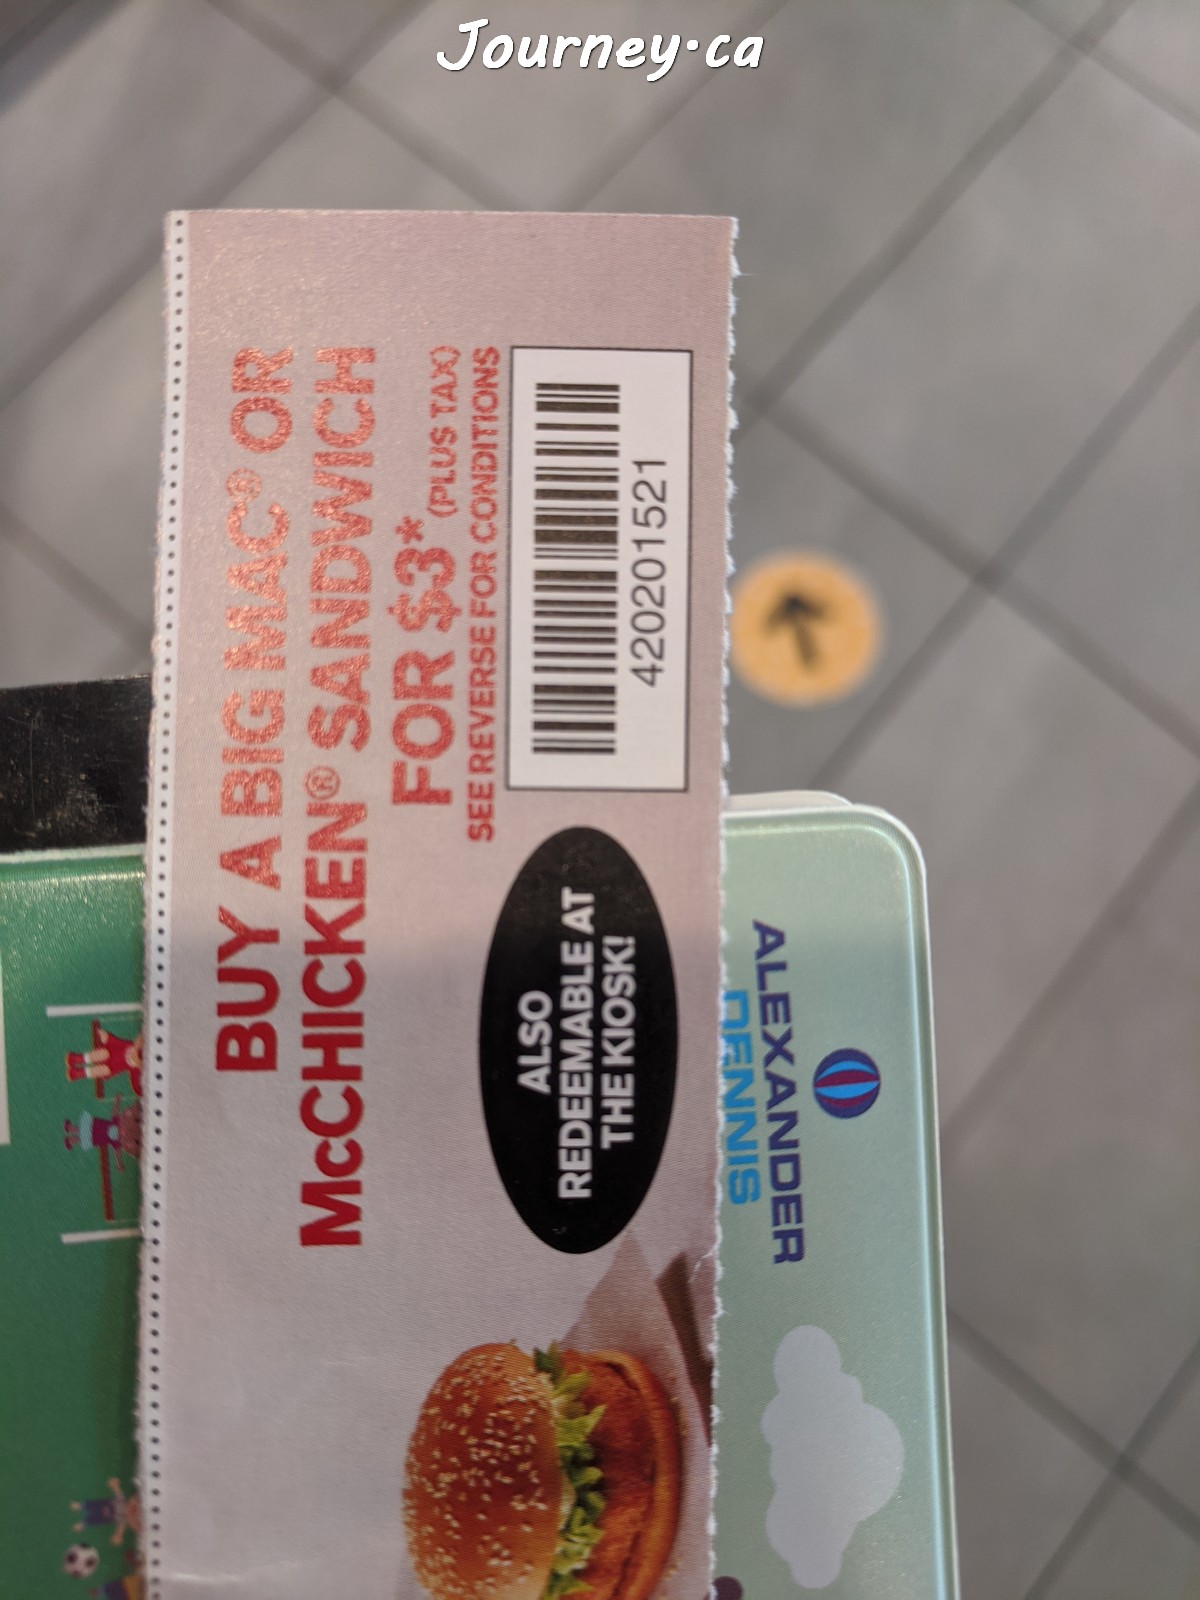 Journey.ca
BUY A BIG MAC® OR
McCHICKEN® SANDWICH
FOR $3* (PLUS TAX)
SEE REVERSE FOR CONDITIONS
420201521
ALSO
REDEEMABLE AT
THE KIOSK!
ALEXANDER
DENNIS